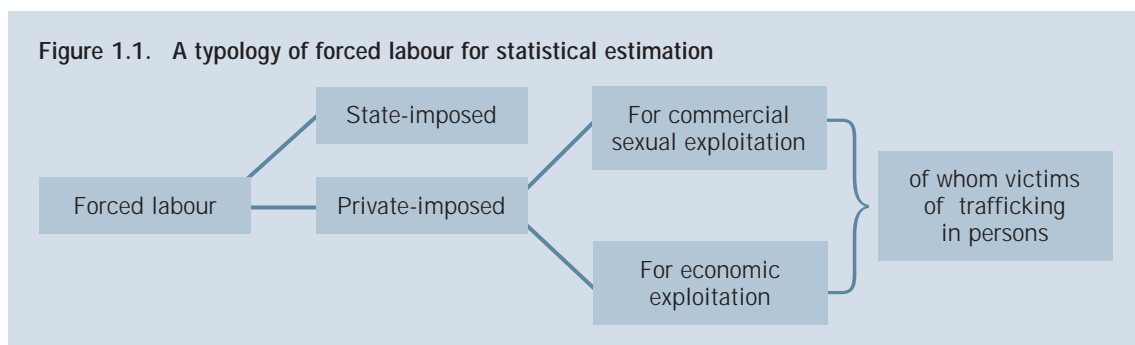 Figure 1.1. A typology of forced labour for statistical estimation
State-imposed
Forced labour
Private-imposed
For commercial
sexual exploitation
For economic
exploitation
of whom victims
of trafficking
in persons